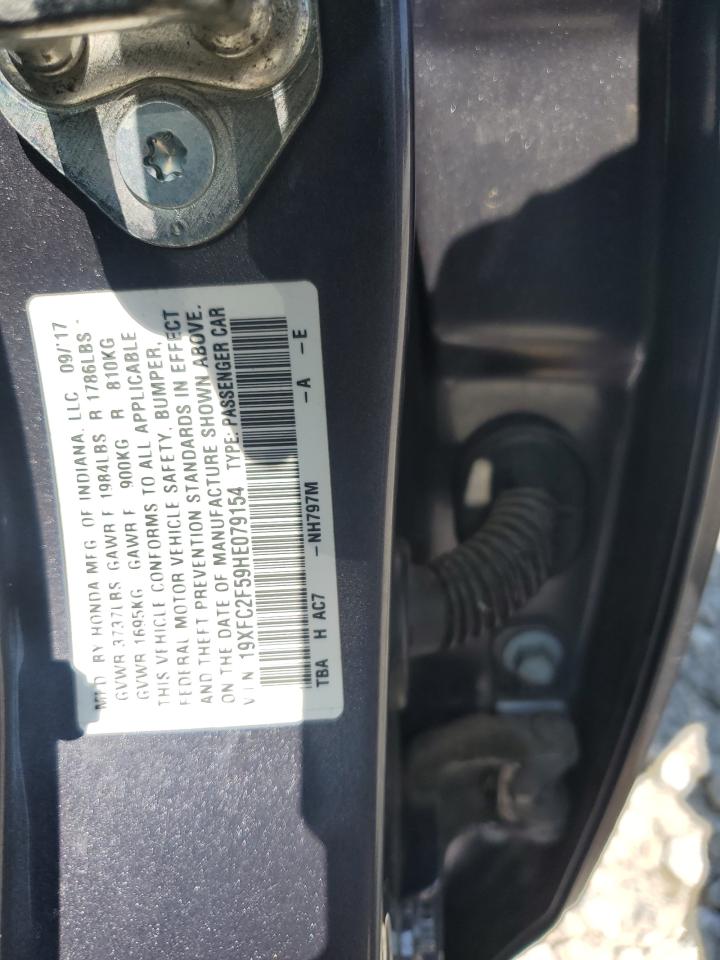 MFD BY HONDA MFG OF INDIANA, LLC 09/'17
GVWR 3737LBS GAWR F 1984LBS R 1786LBS
GVWR 1695KG GAWR F 900KG R 810KG
THIS VEHICLE CONFORMS TO ALL APPLICABLE
FEDERAL MOTOR VEHICLE SAFETY, BUMPER,
AND THEFT PREVENTION STANDARDS IN EFFECT
ON THE DATE OF MANUFACTURE SHOWN ABOVE.
V.I.N 19XFC2F59HE079154 TYPE: PASSENGER CAR
TBA H AC7 -NH797M -A -E